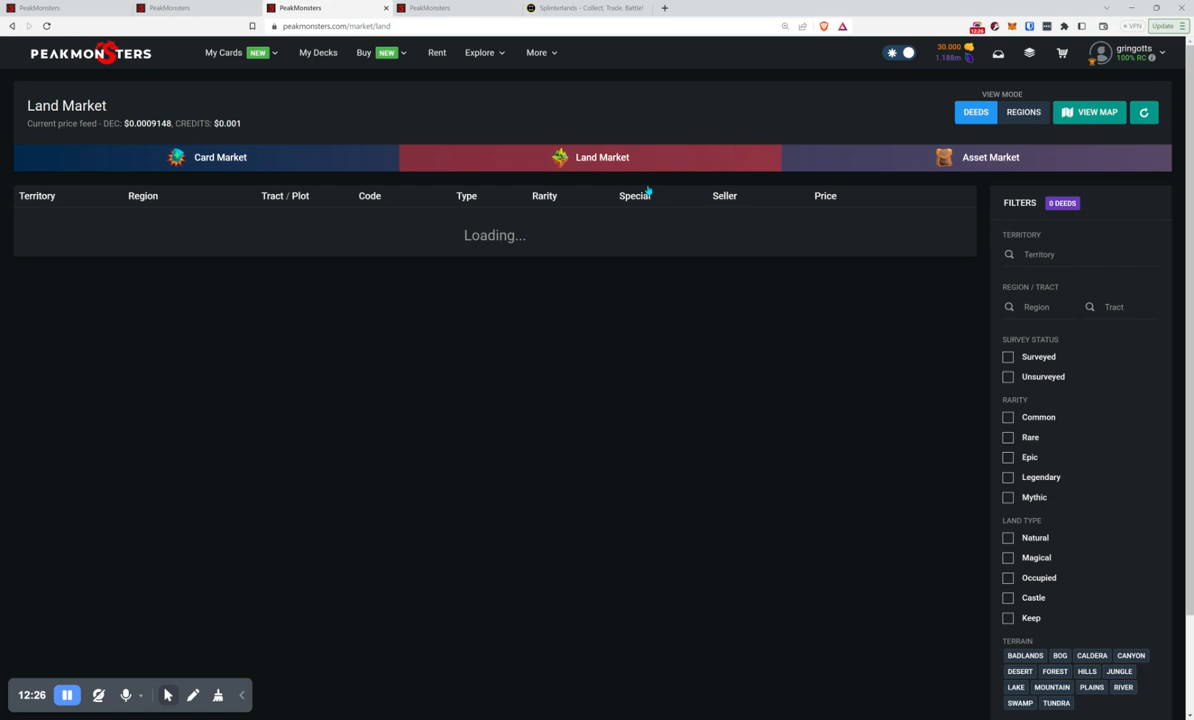 PeakMonsters
PeakMonsters
PeakMonsters
PeakMonsters
Splinterlands - Collect, Trade, Battle!
peakmonsters.com/market/land
12:26
VPN
Update
PEAKMONSTERS
My Cards NEW
My Decks
Buy NEW
Rent
Explore
More
30.000
1.188m
gringotts
100% RC
Land Market
Current price feed - DEC: $0.0009148, CREDITS: $0.001
VIEW MODE
DEEDS
REGIONS
VIEW MAP
Card Market
Land Market
Asset Market
Territory Region Tract / Plot Code Type Rarity Special Seller Price
Loading...
FILTERS 0 DEEDS
TERRITORY
Territory
REGION / TRACT
Region Tract
SURVEY STATUS
Surveyed
Unsurveyed
RARITY
Common
Rare
Epic
Legendary
Mythic
LAND TYPE
Natural
Magical
Occupied
Castle
Keep
TERRAIN
BADLANDS BOG CALDERA CANYON
DESERT FOREST HILLS JUNGLE
LAKE MOUNTAIN PLAINS RIVER
SWAMP TUNDRA
12:26